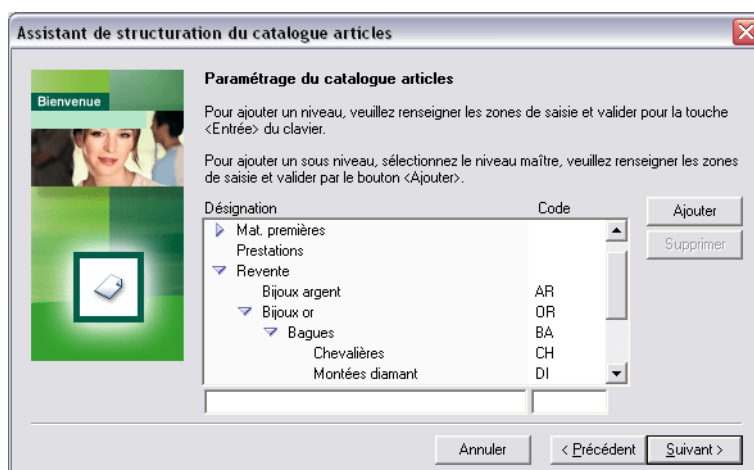 Assistant de structuration du catalogue articles
Bienvenue
Paramétrage du catalogue articles
Pour ajouter un niveau, veuillez renseigner les zones de saisie et valider pour la touche
<Entrée> du clavier.
Pour ajouter un sous niveau, sélectionnez le niveau maître, veuillez renseigner les zones
de saisie et valider par le bouton <Ajouter>.
Désignation Code
Ajouter
Supprimer
Mat. premières
Prestations
Revente
Bijoux argent AR
Bijoux or OR
Bagues BA
Chevalières CH
Montées diamant DI
Annuler
< Précédent
Suivant >